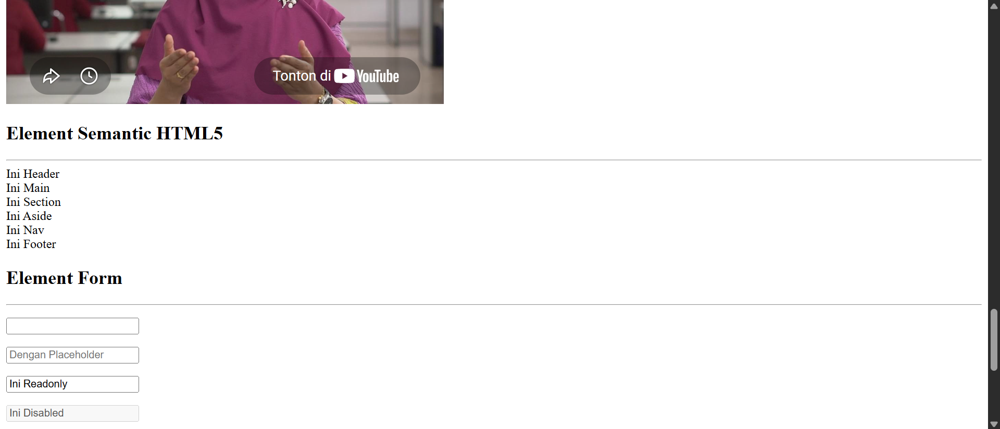 Tonton di YouTube
Element Semantic HTML5
Ini Header
Ini Main
Ini Section
Ini Aside
Ini Nav
Ini Footer
Element Form
Dengan Placeholder
Ini Readonly
Ini Disabled